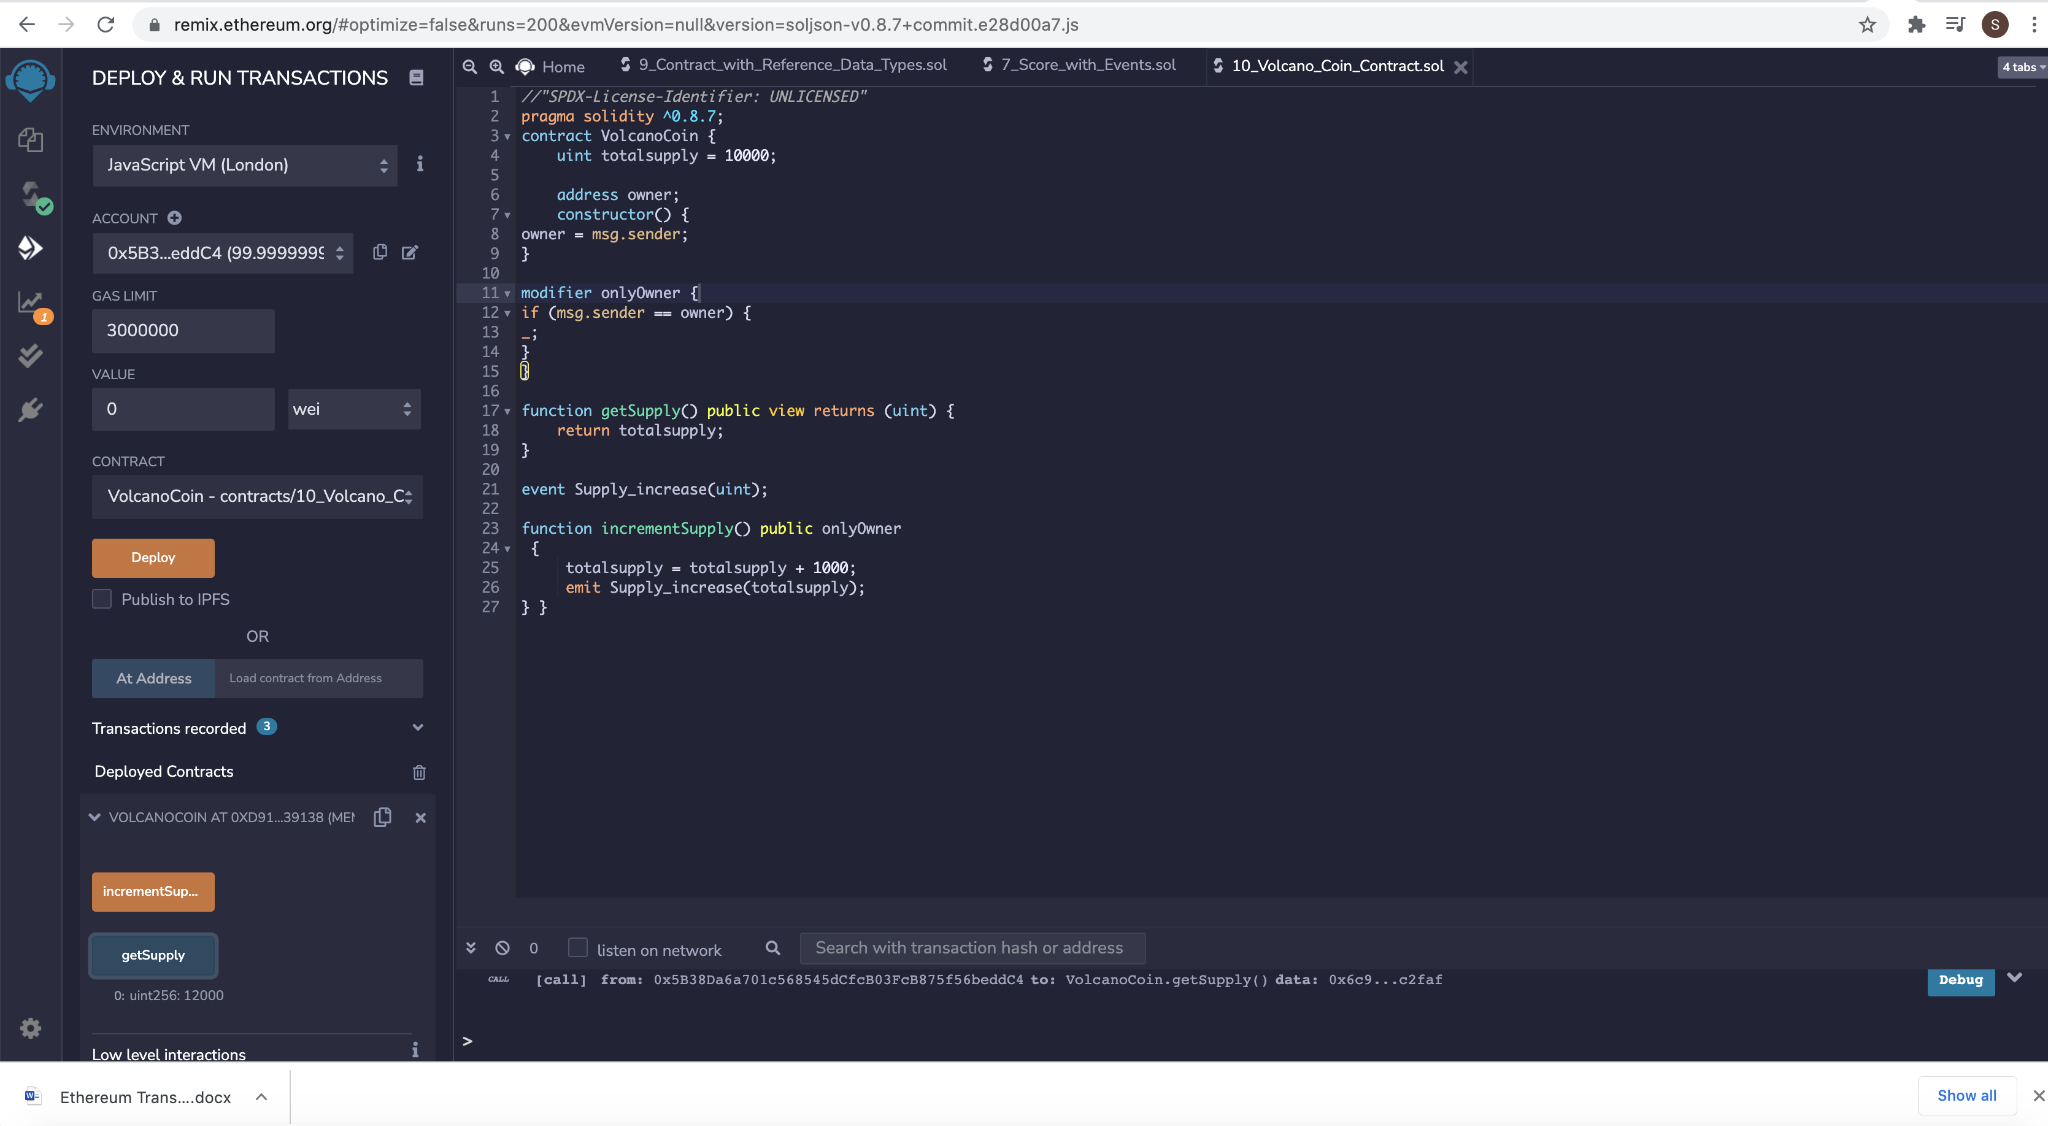 remix.ethereum.org/#optimize=false&runs=200&evmVersion=null&version=soljson-v0.8.7+commit.e28d00a7.js
S
DEPLOY & RUN TRANSACTIONS
ENVIRONMENT
JavaScript VM (London)
i
ACCOUNT
0x5B3...eddC4 (99.9999999
GAS LIMIT
3000000
VALUE
0
wei
CONTRACT
VolcanoCoin - contracts/10_Volcano_C
Deploy
Publish to IPFS
OR
At Address
Load contract from Address
Transactions recorded 3
Deployed Contracts
VOLCANOCOIN AT 0XD91...39138 (MEM
incrementSup...
getSupply
0: uint256: 12000
Low level interactions
i
1
Home
9_Contract_with_Reference_Data_Types.sol
7_Score_with_Events.sol
10_Volcano_Coin_Contract.sol
4 tabs
1 //"SPDX-License-Identifier: UNLICENSED"
2 pragma solidity ^0.8.7;
3 contract VolcanoCoin {
4 uint totalsupply = 10000;
5
6 address owner;
7 constructor() {
8 owner = msg.sender;
9 }
10
11 modifier onlyOwner {
12 if (msg.sender == owner) {
13 _;
14 }
15 }
16
17 function getSupply() public view returns (uint) {
18 return totalsupply;
19 }
20
21 event Supply_increase(uint);
22
23 function incrementSupply() public onlyOwner
24 {
25 totalsupply = totalsupply + 1000;
26 emit Supply_increase(totalsupply);
27 } }
0
listen on network
Search with transaction hash or address
CALL [call] from: 0x5B38Da6a701c568545dCfcB03FcB875f56beddC4 to: VolcanoCoin.getSupply() data: 0x6c9...c2faf
Debug
>
Ethereum Trans....docx
Show all